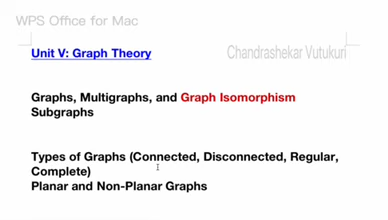 WPS Office for Mac
Chandrashekar Vutukuri
Unit V: Graph Theory
Graphs, Multigraphs, and Graph Isomorphism
Subgraphs
Types of Graphs (Connected, Disconnected, Regular,
Complete)
Planar and Non-Planar Graphs